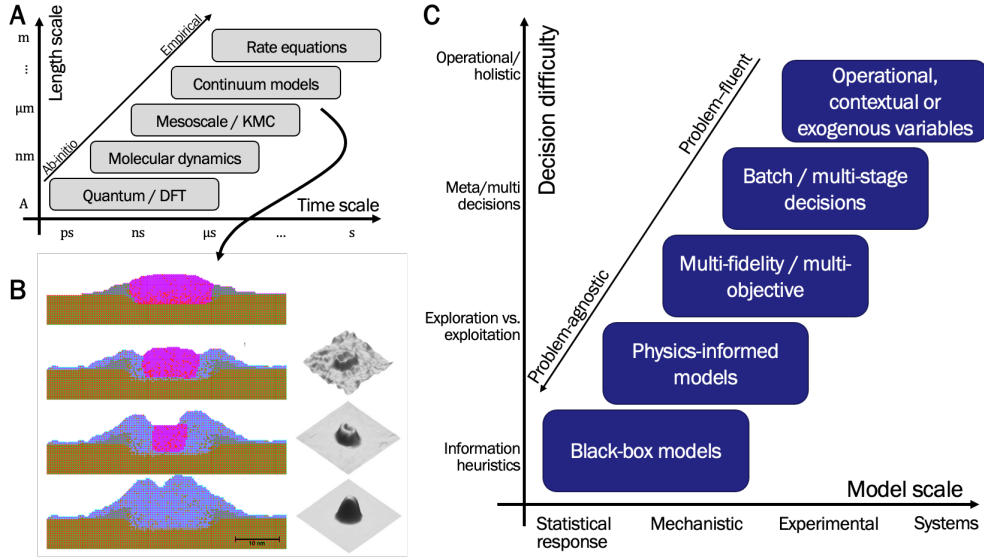 A
Length scale
m
...
μm
nm
A
Ab-initio
Empirical
Rate equations
Continuum models
Mesoscale / KMC
Molecular dynamics
Quantum / DFT
Time scale
ps
ns
μs
...
s
B
10 nm
C
Decision difficulty
Operational/
holistic
Meta/multi
decisions
Exploration vs.
exploitation
Information
heuristics
Problem-fluent
Problem-agnostic
Operational,
contextual or
exogenous variables
Batch / multi-stage
decisions
Multi-fidelity / multi-
objective
Physics-informed
models
Black-box models
Model scale
Statistical
response
Mechanistic
Experimental
Systems